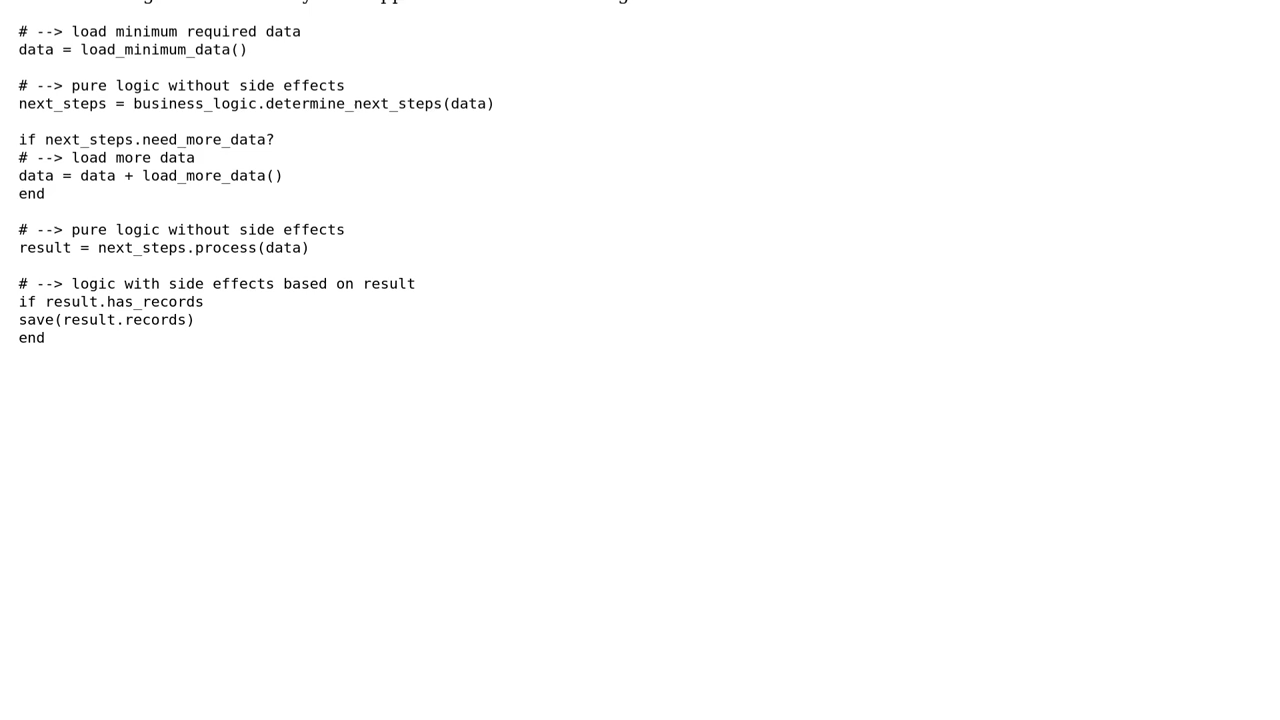 # --> load minimum required data
data = load_minimum_data()
# --> pure logic without side effects
next_steps = business_logic.determine_next_steps(data)
if next_steps.need_more_data?
# --> load more data
data = data + load_more_data()
end
# --> pure logic without side effects
result = next_steps.process(data)
# --> logic with side effects based on result
if result.has_records
save(result.records)
end